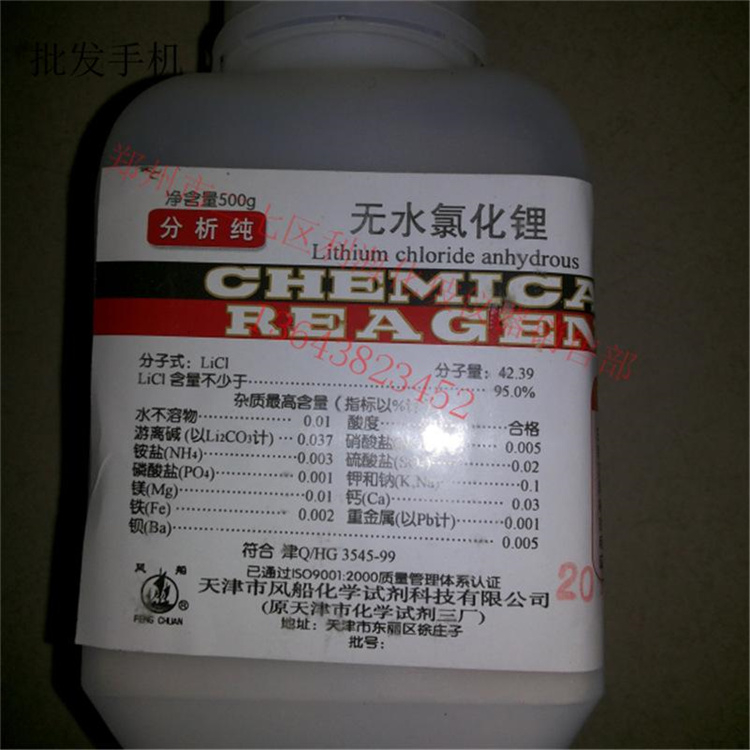 批发手机
净含量500g
分析纯
无水氯化锂
Lithium chloride anhydrous
CHEMICA
REAGEN
分子式: LiCl
分子量: 42.39
LiCl 含量不少于 95.0%
杂质最高含量 (指标以%
水不溶物 0.01
酸度 合格
游离碱 (以Li2CO3计) 0.037
硝酸盐 0.005
铵盐(NH4) 0.003
硫酸盐 0.02
磷酸盐(PO4) 0.001
钾和钠(K,Na) 0.1
镁(Mg) 0.01
钙(Ca) 0.03
铁(Fe) 0.002
重金属(以Pb计) 0.001
钡(Ba) 0.005
符合 津Q/HG 3545-99
已通过ISO9001:2000质量管理体系认证
风船
FENG CHUAN
®
天津市风船化学试剂科技有限公司
(原天津市化学试剂三厂)
地址: 天津市东丽区徐庄子
批号:
20
13643823452